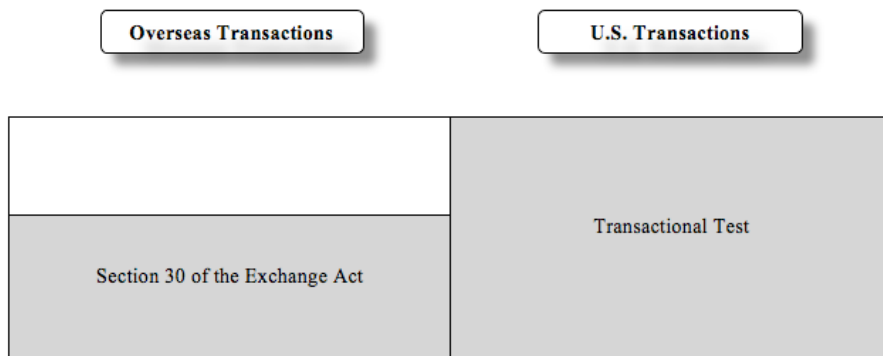 Overseas Transactions
U.S. Transactions
Transactional Test
Section 30 of the Exchange Act